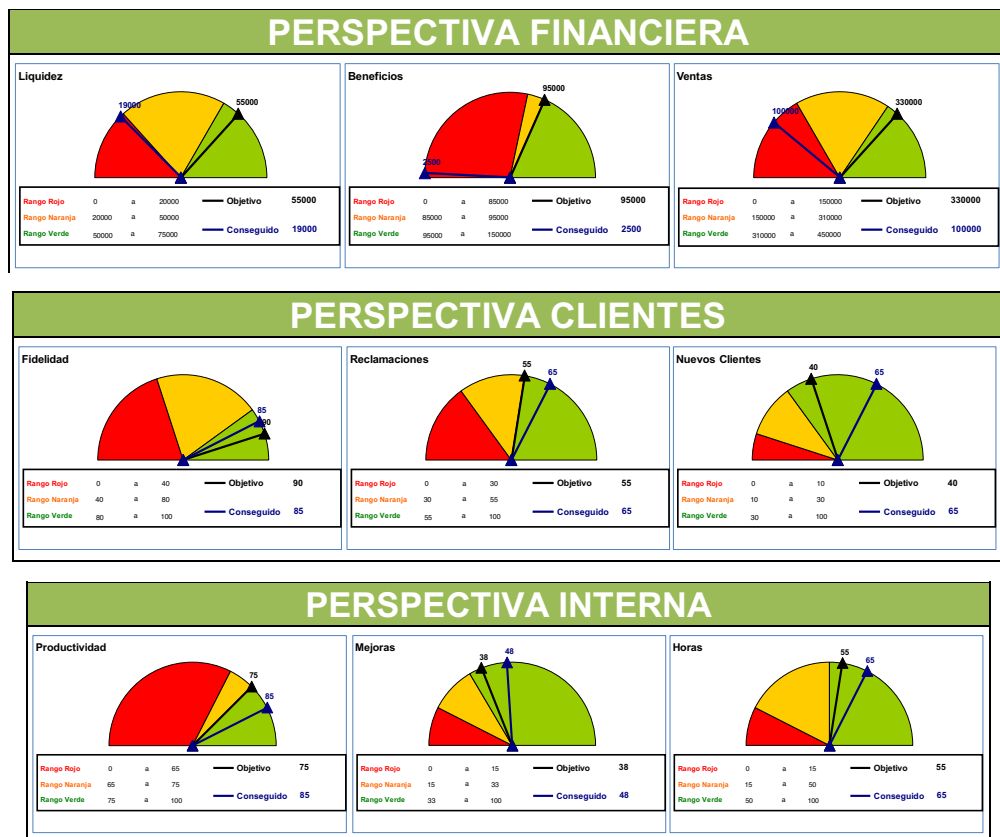 PERSPECTIVA FINANCIERA
Liquidez
19000
55000
Rango Rojo 0 a 20000 Objetivo 55000
Rango Naranja 20000 a 50000
Rango Verde 50000 a 75000 Conseguido 19000
Beneficios
2500
95000
Rango Rojo 0 a 85000 Objetivo 95000
Rango Naranja 85000 a 95000
Rango Verde 95000 a 150000 Conseguido 2500
Ventas
100000
330000
Rango Rojo 0 a 150000 Objetivo 330000
Rango Naranja 150000 a 310000
Rango Verde 310000 a 450000 Conseguido 100000
PERSPECTIVA CLIENTES
Fidelidad
85
90
Rango Rojo 0 a 40 Objetivo 90
Rango Naranja 40 a 80
Rango Verde 80 a 100 Conseguido 85
Reclamaciones
55
65
Rango Rojo 0 a 30 Objetivo 55
Rango Naranja 30 a 55
Rango Verde 55 a 100 Conseguido 65
Nuevos Clientes
40
65
Rango Rojo 0 a 10 Objetivo 40
Rango Naranja 10 a 30
Rango Verde 30 a 100 Conseguido 65
PERSPECTIVA INTERNA
Productividad
75
85
Rango Rojo 0 a 65 Objetivo 75
Rango Naranja 65 a 75
Rango Verde 75 a 100 Conseguido 85
Mejoras
38
48
Rango Rojo 0 a 15 Objetivo 38
Rango Naranja 15 a 33
Rango Verde 33 a 100 Conseguido 48
Horas
55
65
Rango Rojo 0 a 15 Objetivo 55
Rango Naranja 15 a 50
Rango Verde 50 a 100 Conseguido 65